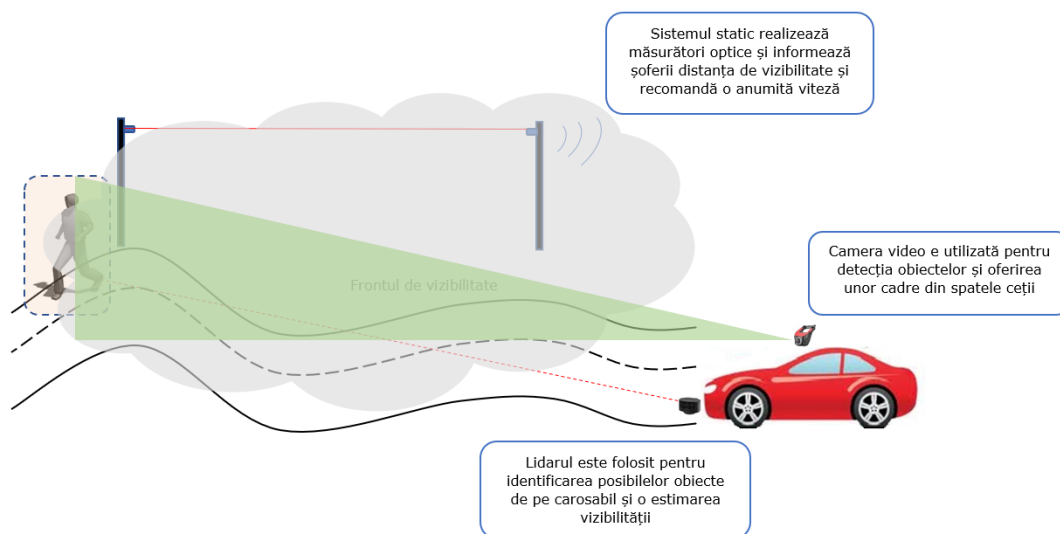 Sistemul static realizează
măsurători optice și informează
șoferii distanța de vizibilitate și
recomandă o anumită viteză
Camera video e utilizată pentru
detecția obiectelor și oferirea
unor cadre din spatele ceții
Frontul de vizibilitate
Lidarul este folosit pentru
identificarea posibilelor obiecte
de pe carosabil și o estimarea
vizibilității